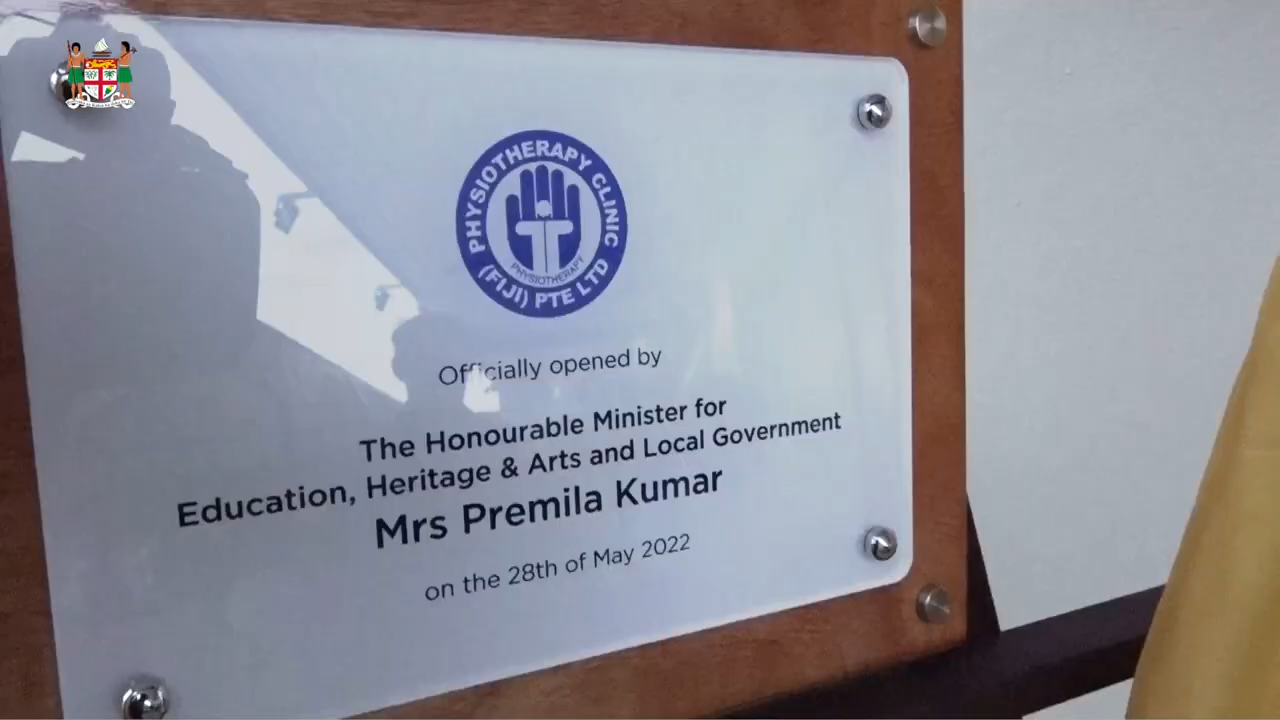 PHYSIOTHERAPY CLINIC
(FIJI) PTE LTD
PHYSIOTHERAPY
Officially opened by
The Honourable Minister for
Education, Heritage & Arts and Local Government
Mrs Premila Kumar
on the 28th of May 2022